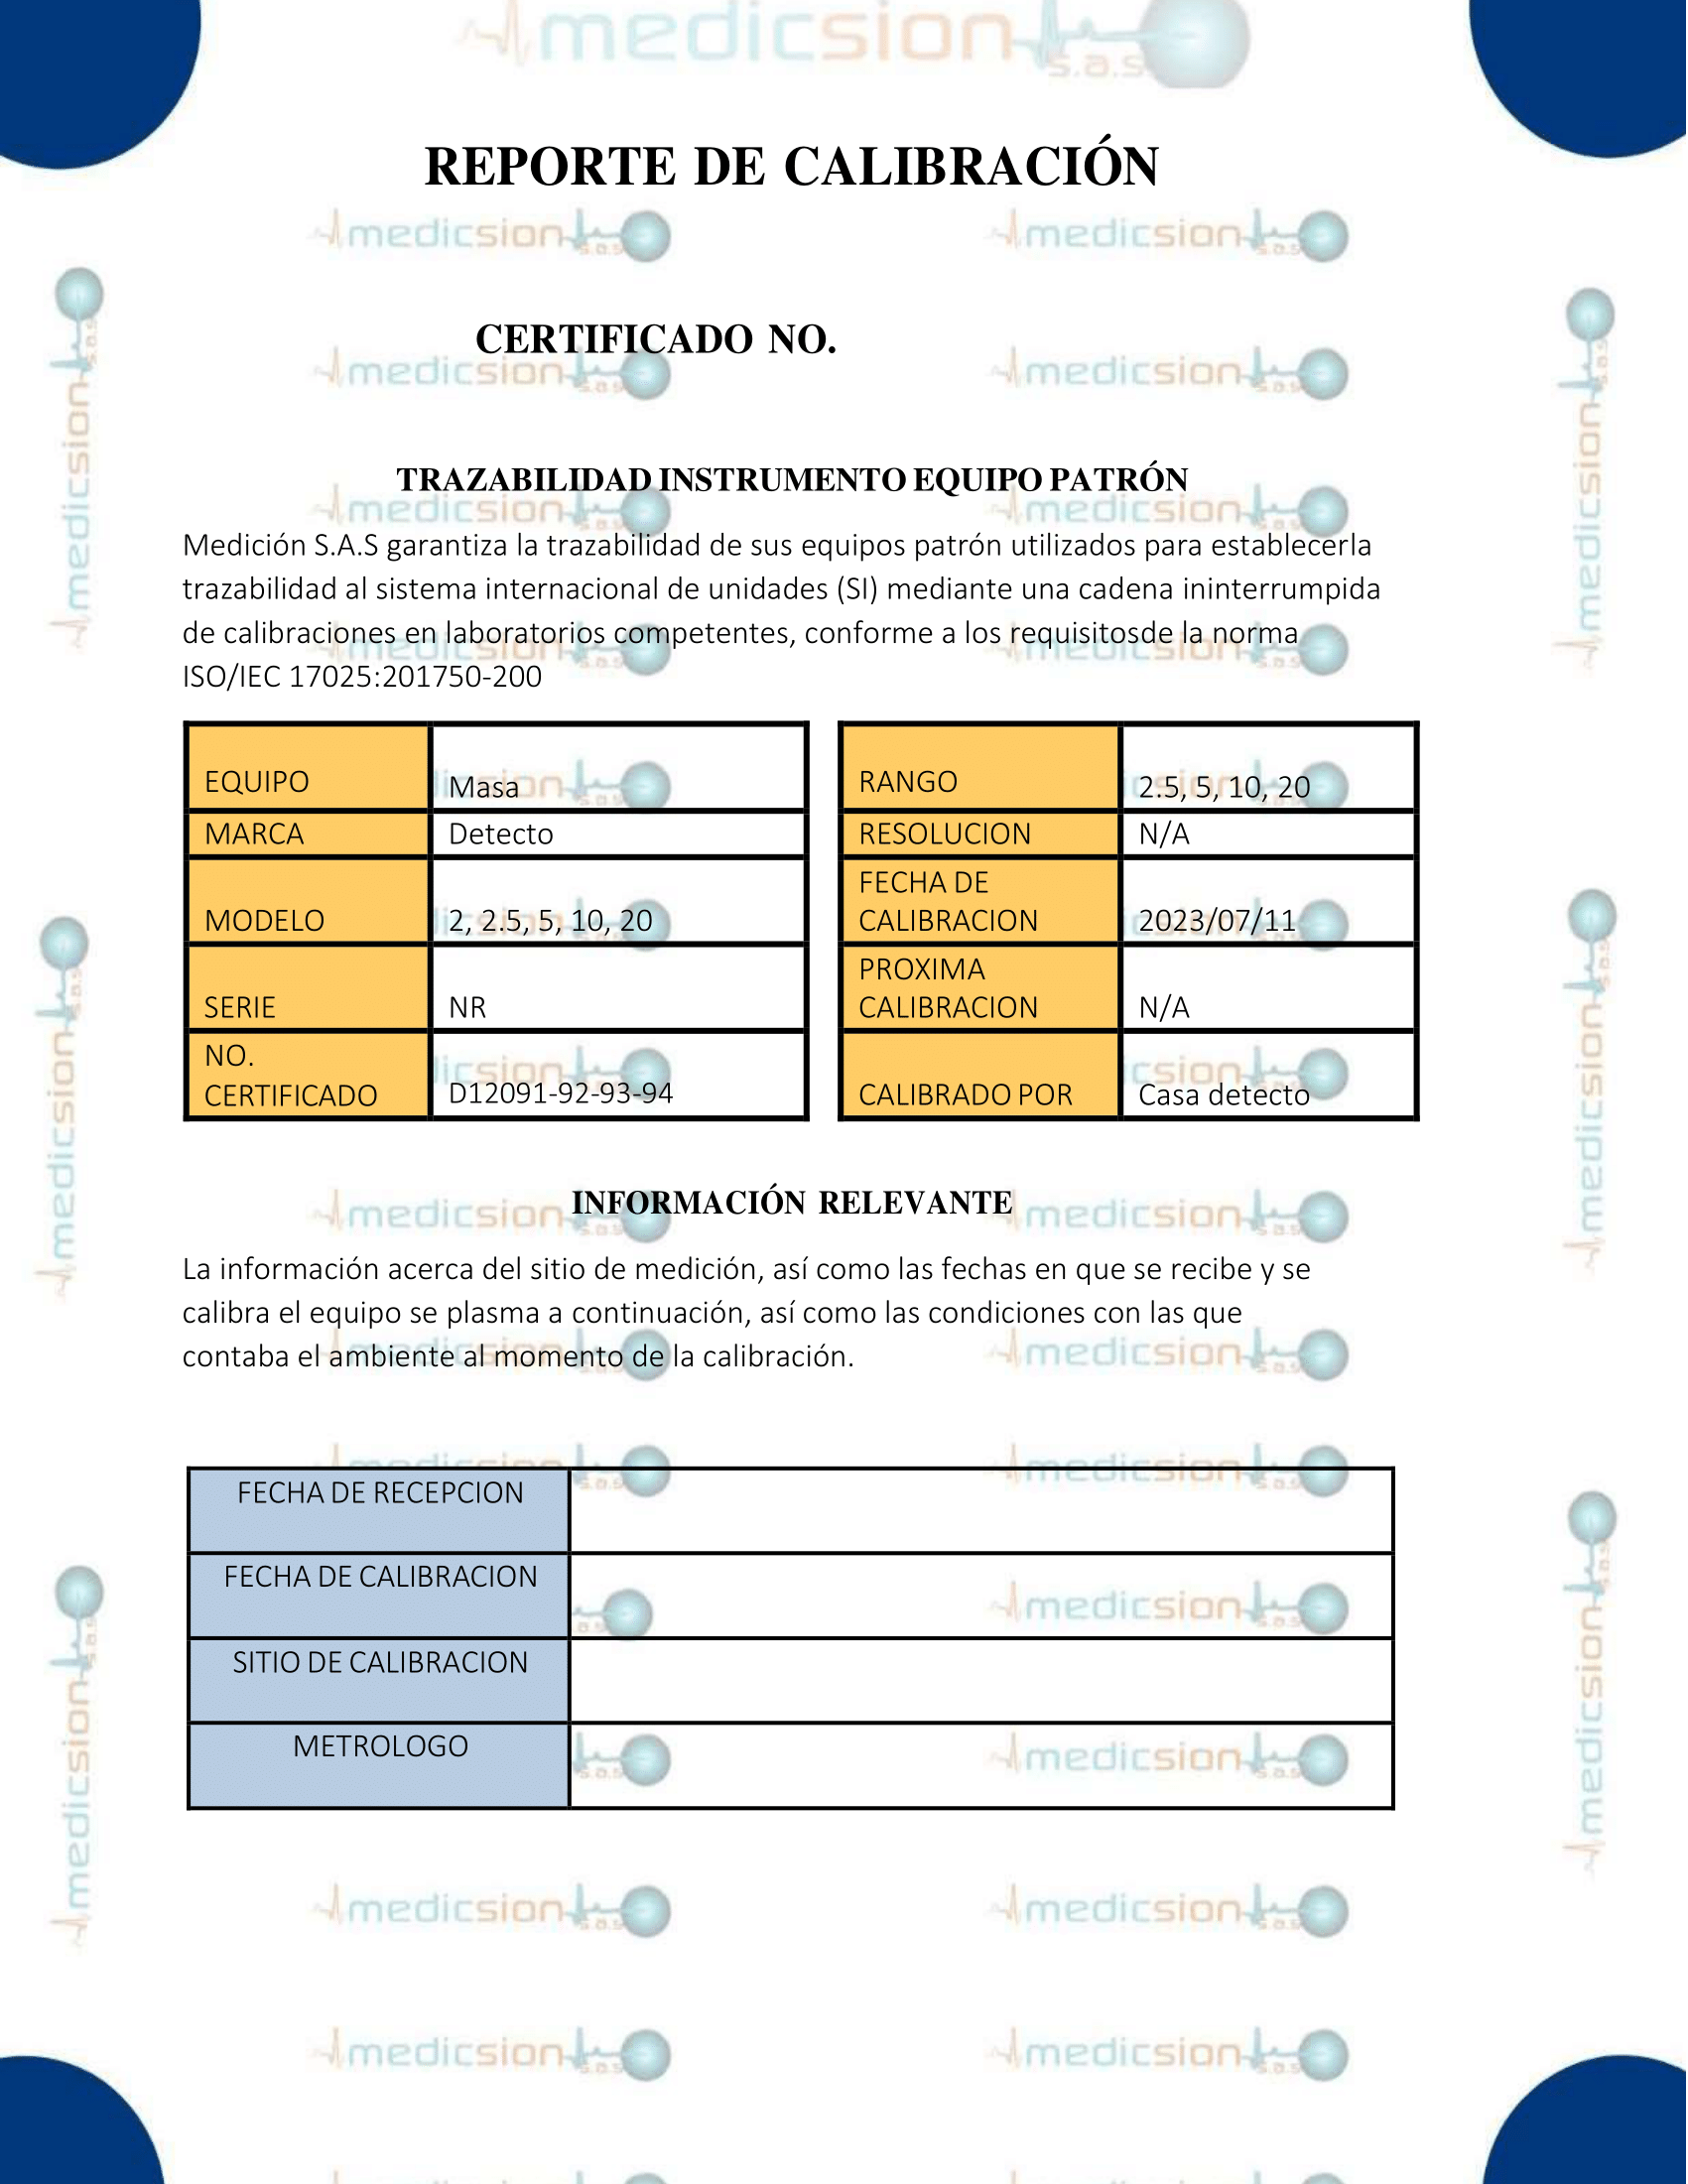 medicsion s.a.s
REPORTE DE CALIBRACIÓN
CERTIFICADO NO.
TRAZABILIDAD INSTRUMENTO EQUIPO PATRÓN
Medición S.A.S garantiza la trazabilidad de sus equipos patrón utilizados para establecerla
trazabilidad al sistema internacional de unidades (SI) mediante una cadena ininterrumpida
de calibraciones en laboratorios competentes, conforme a los requisitosde la norma
ISO/IEC 17025:201750-200
EQUIPO Masa
MARCA Detecto
MODELO 2, 2.5, 5, 10, 20
SERIE NR
NO.
CERTIFICADO D12091-92-93-94
RANGO 2.5, 5, 10, 20
RESOLUCION N/A
FECHA DE
CALIBRACION 2023/07/11
PROXIMA
CALIBRACION N/A
CALIBRADO POR Casa detecto
INFORMACIÓN RELEVANTE
La información acerca del sitio de medición, así como las fechas en que se recibe y se
calibra el equipo se plasma a continuación, así como las condiciones con las que
contaba el ambiente al momento de la calibración.
FECHA DE RECEPCION
FECHA DE CALIBRACION
SITIO DE CALIBRACION
METROLOGO